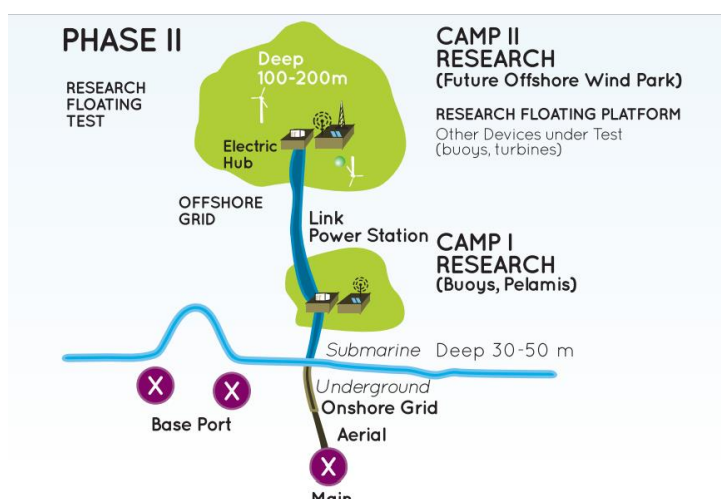 PHASE II
RESEARCH
FLOATING
TEST
Deep
100-200m
Electric
Hub
OFFSHORE
GRID
Link
Power Station
CAMP II
RESEARCH
(Future Offshore Wind Park)
RESEARCH FLOATING PLATFORM
Other Devices under Test
(buoys, turbines)
CAMP I
RESEARCH
(Buoys, Pelamis)
Submarine Deep 30-50 m
Underground
Onshore Grid
Aerial
X
X
Base Port
X
Main